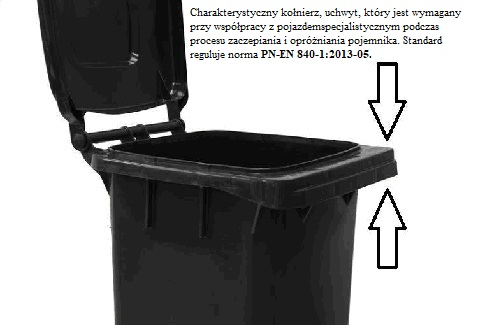 Charakterystyczny kołnierz, uchwyt, który jest wymagany
przy współpracy z pojazdemspecjalistycznym podczas
procesu zaczepiania i opróżniania pojemnika. Standard
reguluje norma PN-EN 840-1:2013-05.